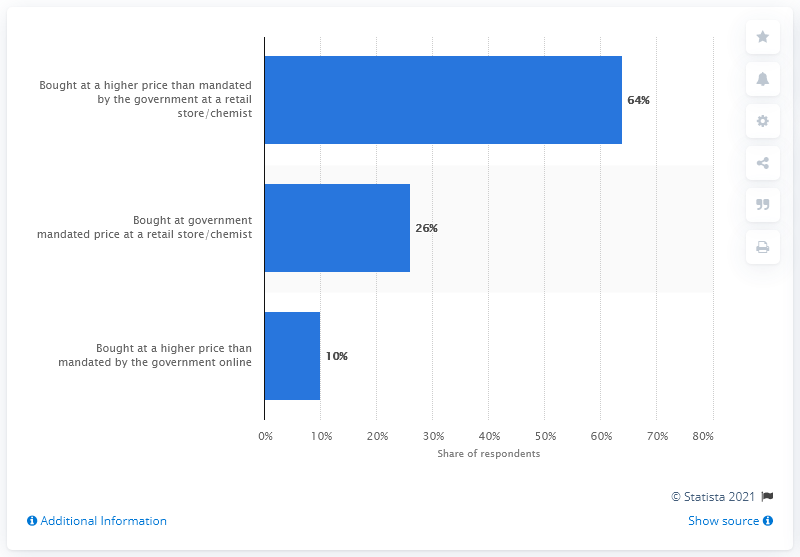 Bought at a higher price than mandated
by the government at a retail
store/chemist
64%
Bought at government
mandated price at a retail store/chemist
26%
Bought at a higher price than
mandated by the government online
10%
0% 10% 20% 30% 40% 50% 60% 70% 80%
Share of respondents
© Statista 2021
Additional Information
Show source